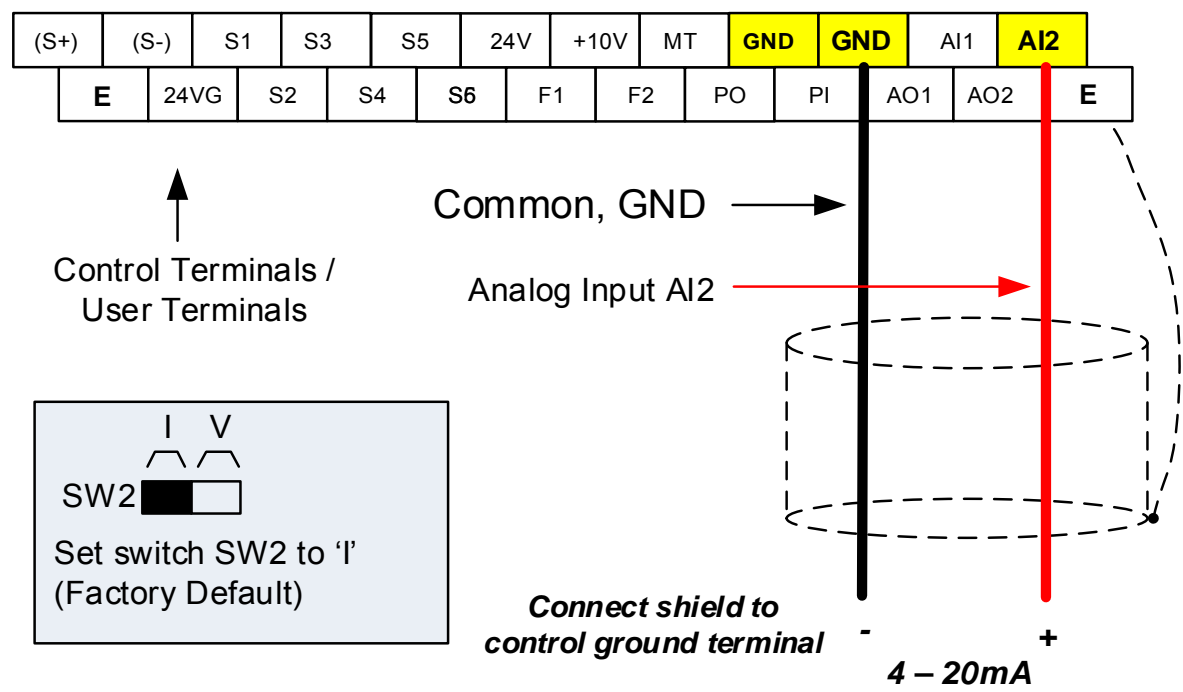 (S+) (S-) S1 S3 S5 24V +10V MT GND GND AI1 AI2
E 24VG S2 S4 S6 F1 F2 PO PI AO1 AO2 E
Common, GND
Control Terminals /
User Terminals
Analog Input AI2
I V
SW2
Set switch SW2 to ‘I’
(Factory Default)
Connect shield to
control ground terminal
- +
4 – 20mA